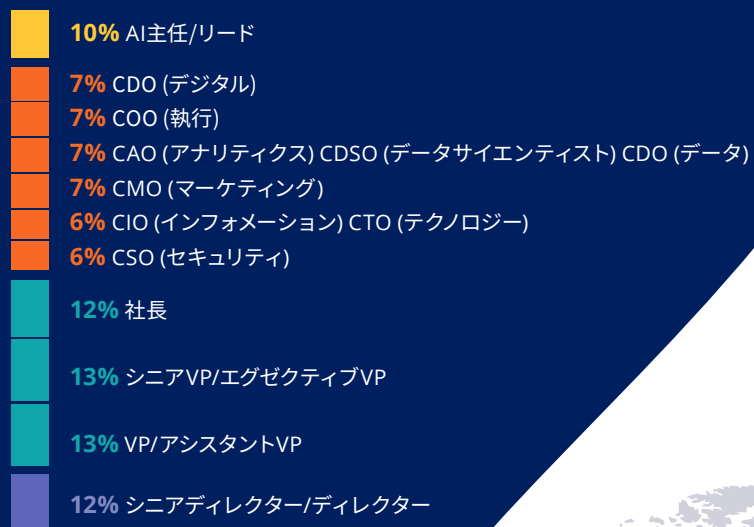 10% AI主任/リード
7% CDO (デジタル)
7% COO (執行)
7% CAO (アナリティクス) CDSO (データサイエンティスト) CDO (データ)
7% CMO (マーケティング)
6% CIO (インフォメーション) CTO (テクノロジー)
6% CSO (セキュリティ)
12% 社長
13% シニアVP/エグゼクティブVP
13% VP/アシスタントVP
12% シニアディレクター/ディレクター